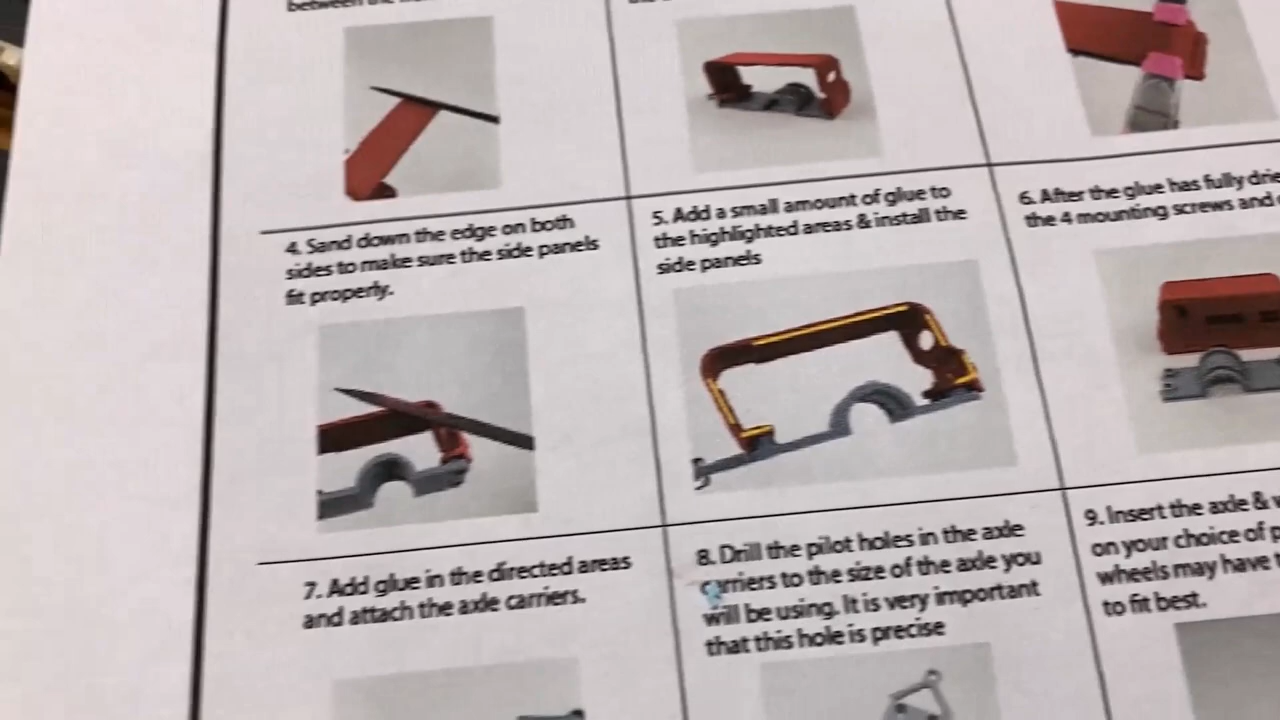 between the
4. Sand down the edge on both
sides to make sure the side panels
fit properly.
5. Add a small amount of glue to
the highlighted areas & install the
side panels
6. After the glue has fully
the 4 mounting screws and
7. Add glue in the directed areas
and attach the axle carriers.
8. Drill the pilot holes in the axle
carriers to the size of the axle you
will be using. It is very important
that this hole is precise
9. Insert the axle &
on your choice of
wheels may have
to fit best.